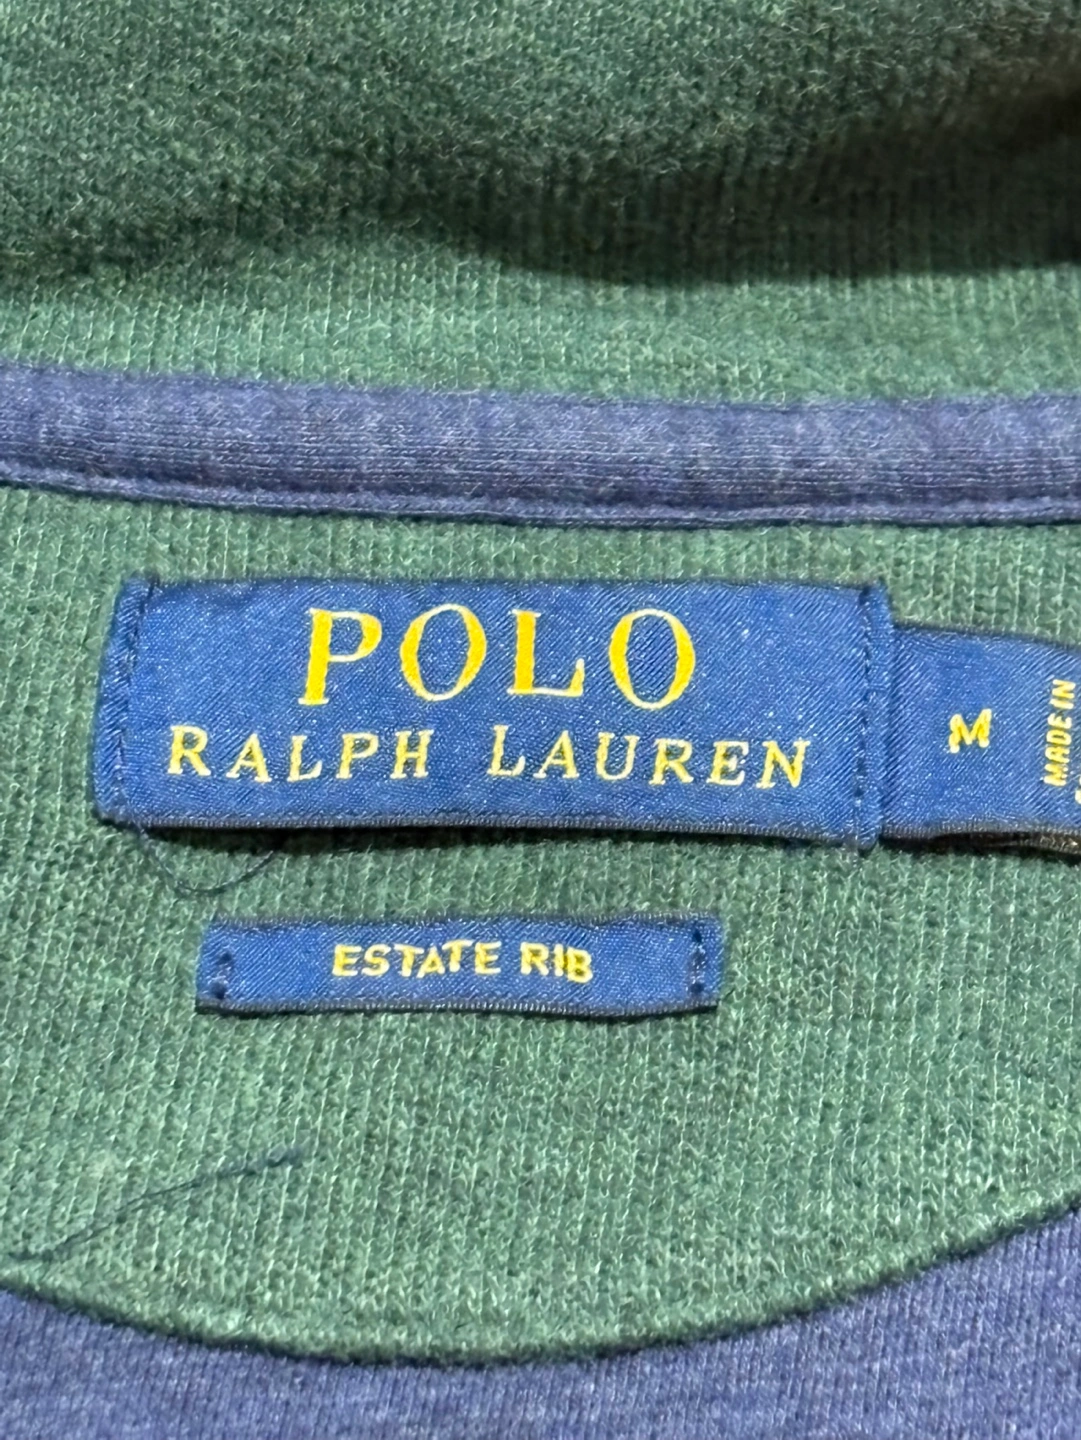 POLO
RALPH LAUREN
M
MADE IN
ESTATE RIB